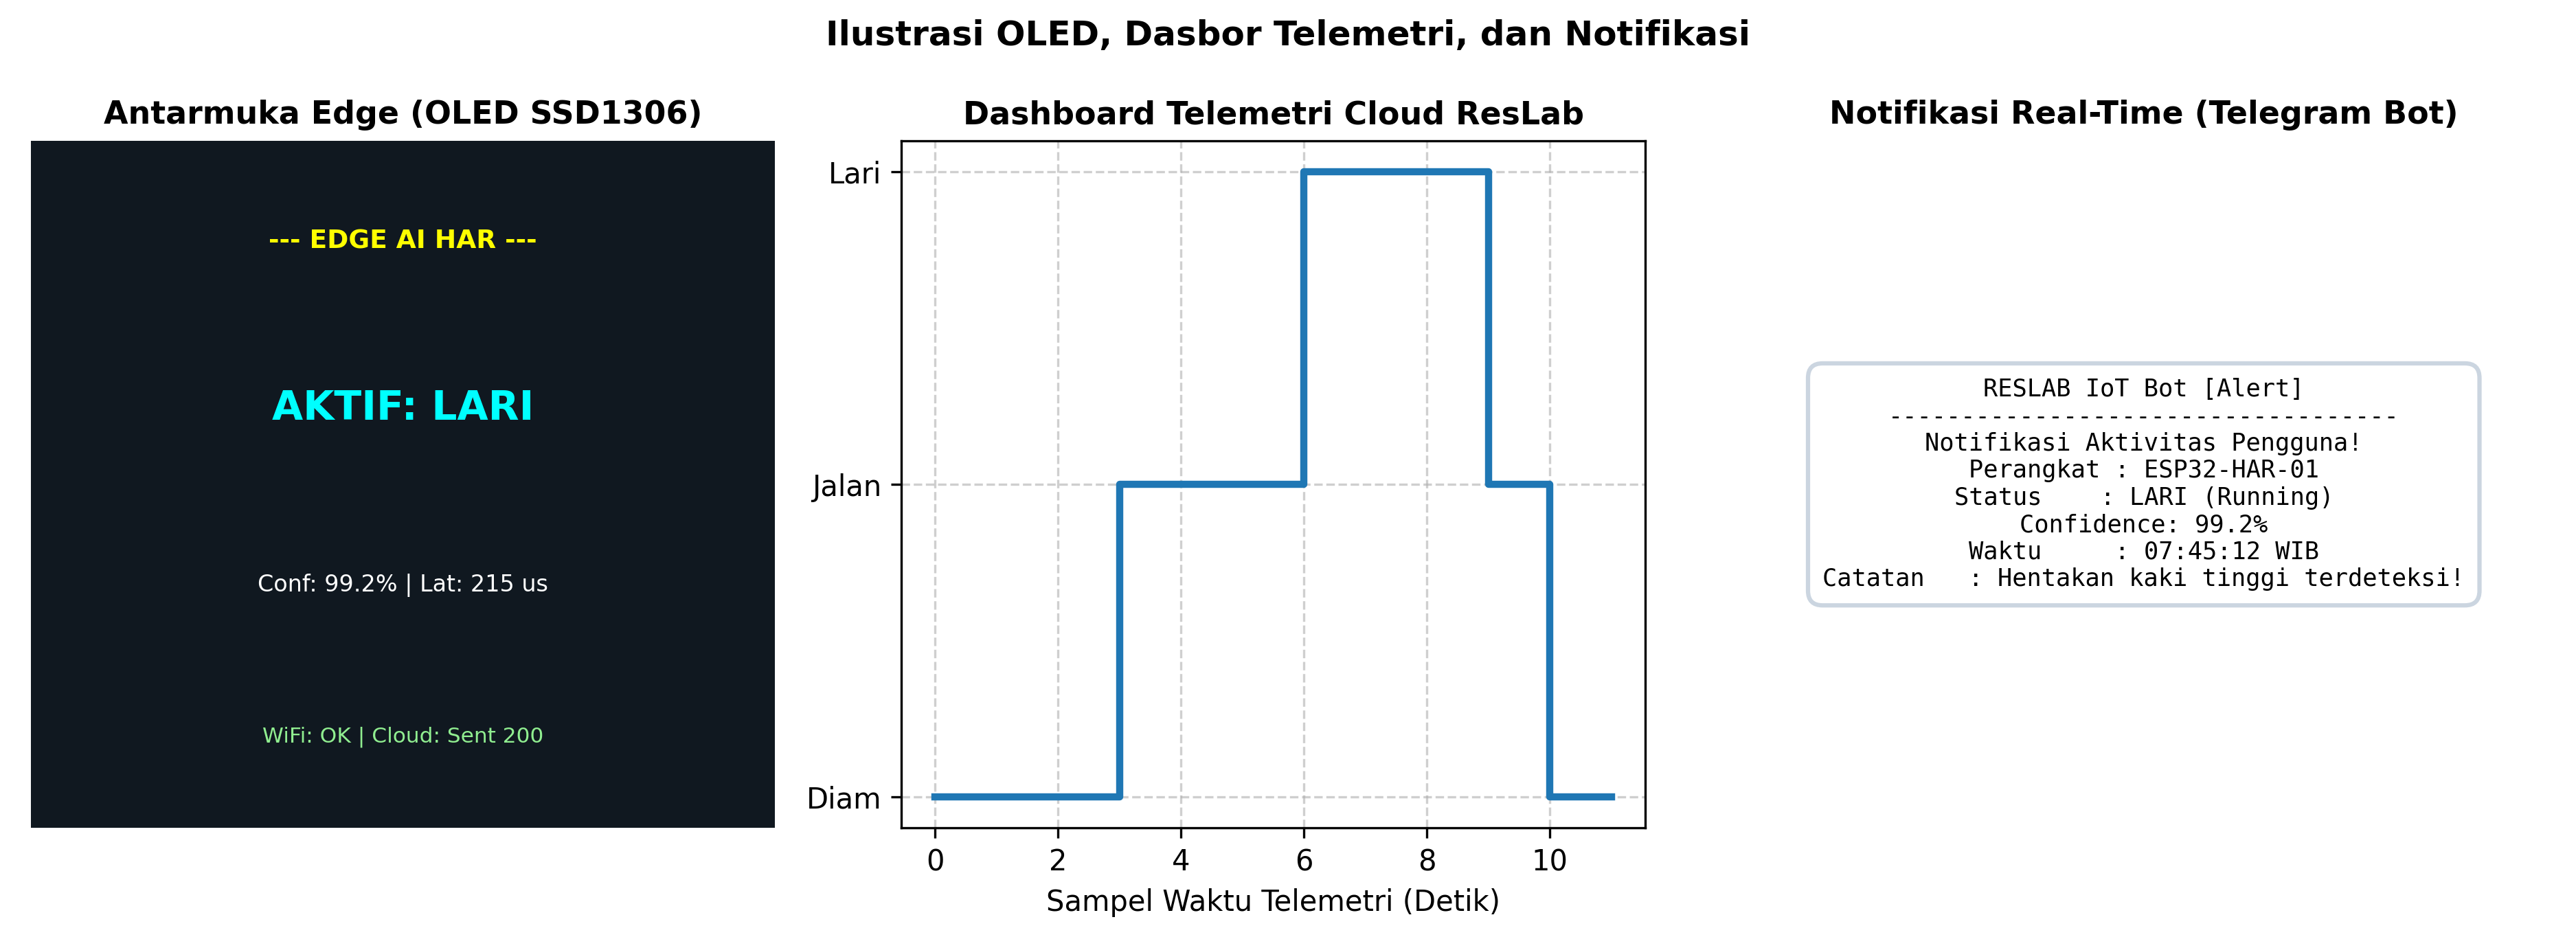 Ilustrasi OLED, Dasbor Telemetri, dan Notifikasi
Antarmuka Edge (OLED SSD1306)
--- EDGE AI HAR ---
AKTIF: LARI
Conf: 99.2% | Lat: 215 us
WiFi: OK | Cloud: Sent 200
Dashboard Telemetri Cloud ResLab
Lari
Jalan
Diam
0 2 4 6 8 10
Sampel Waktu Telemetri (Detik)
Notifikasi Real-Time (Telegram Bot)
RESLAB IoT Bot [Alert]
-----------------------------------
Notifikasi Aktivitas Pengguna!
Perangkat : ESP32-HAR-01
Status    : LARI (Running)
Confidence: 99.2%
Waktu     : 07:45:12 WIB
Catatan   : Hentakan kaki tinggi terdeteksi!